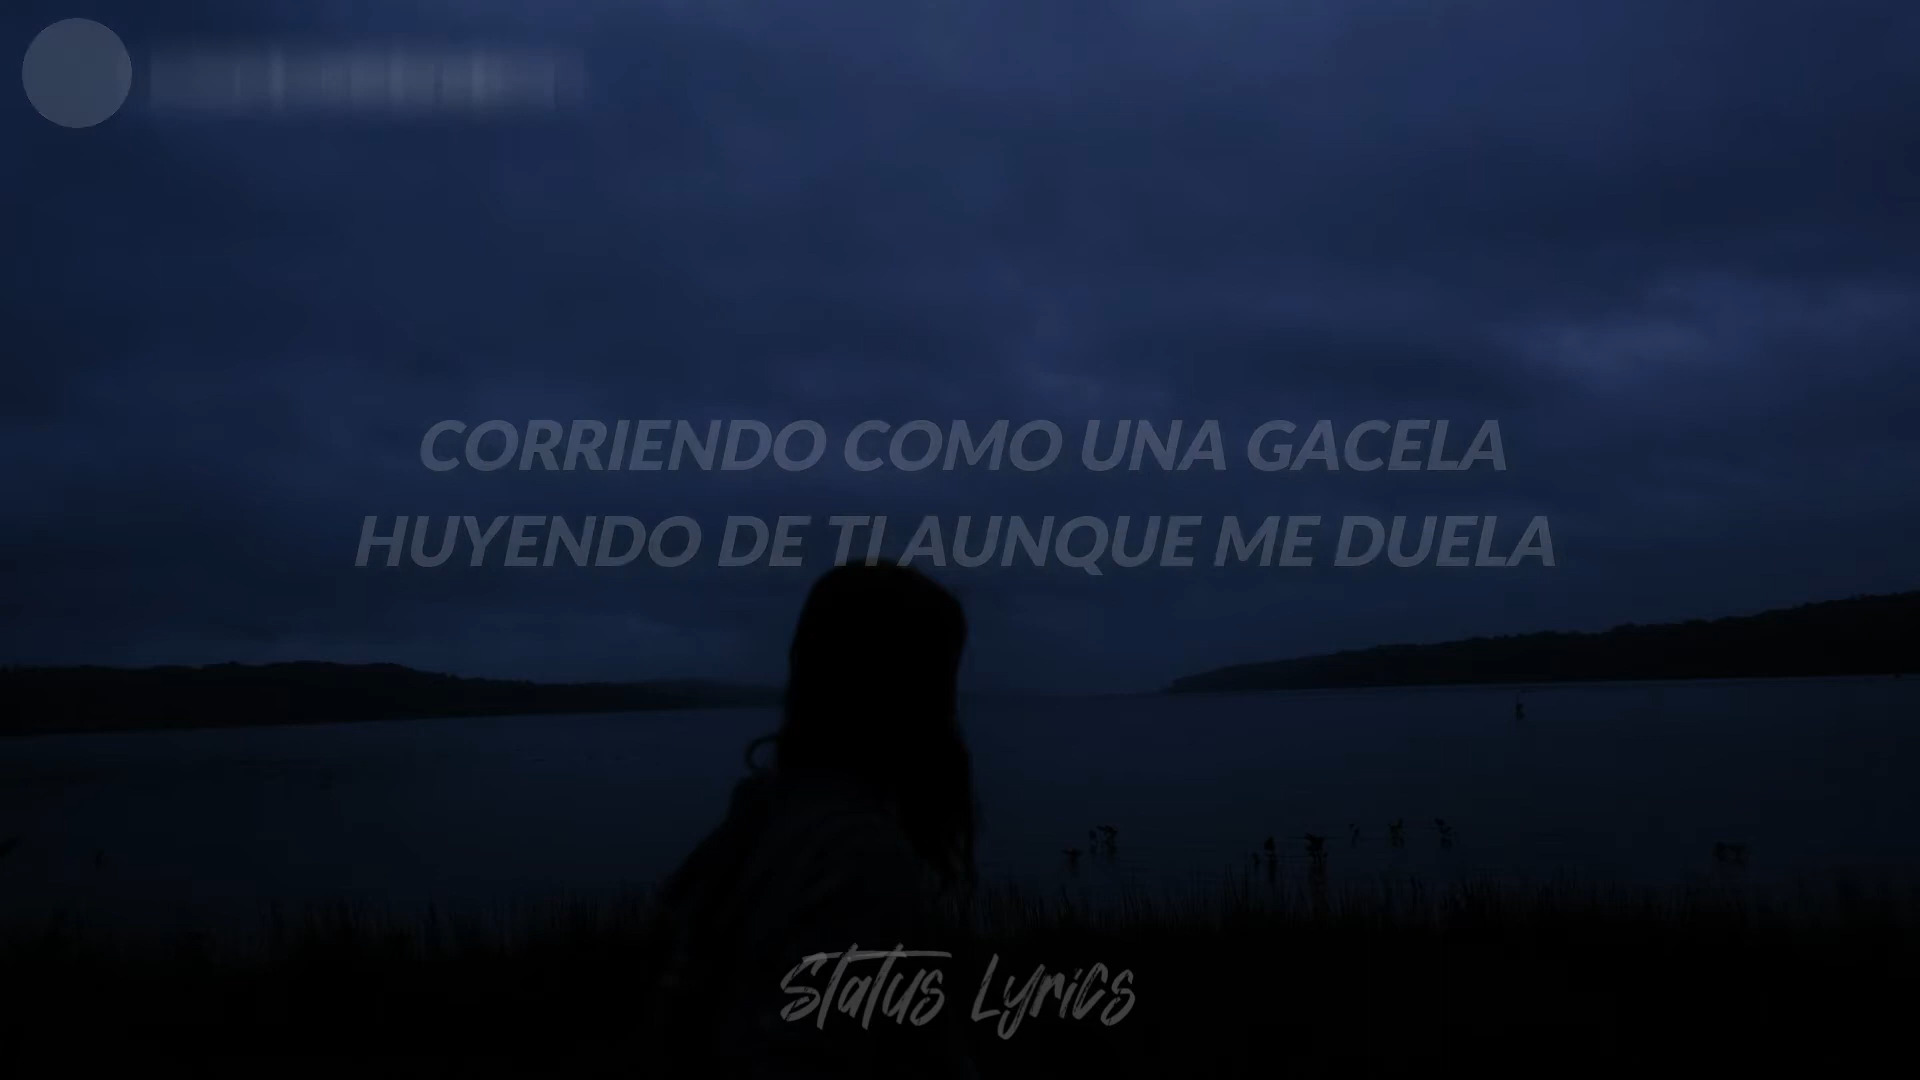 CORRIENDO COMO UNA GACELA
HUYENDO DE TI AUNQUE ME DUELA
Status Lyrics